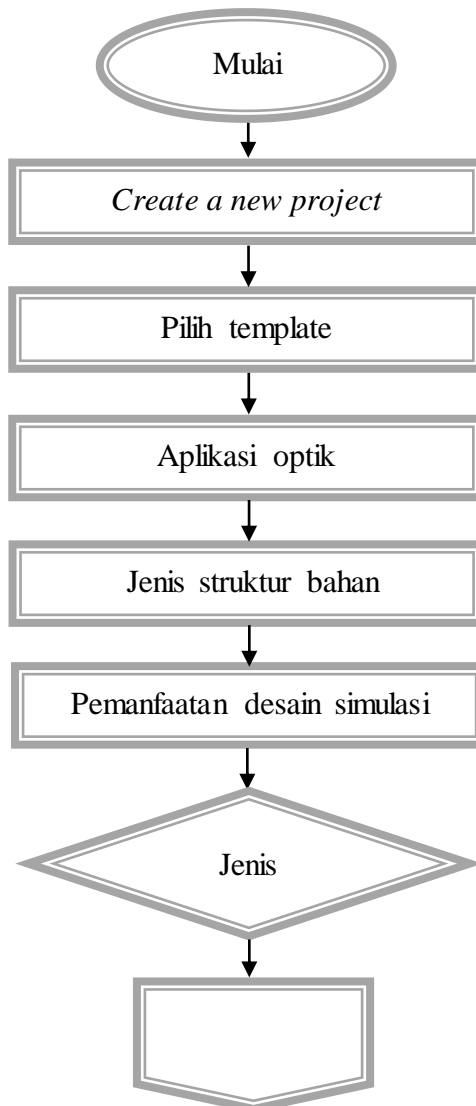 Mulai
Create a new project
Pilih template
Aplikasi optik
Jenis struktur bahan
Pemanfaatan desain simulasi
Jenis